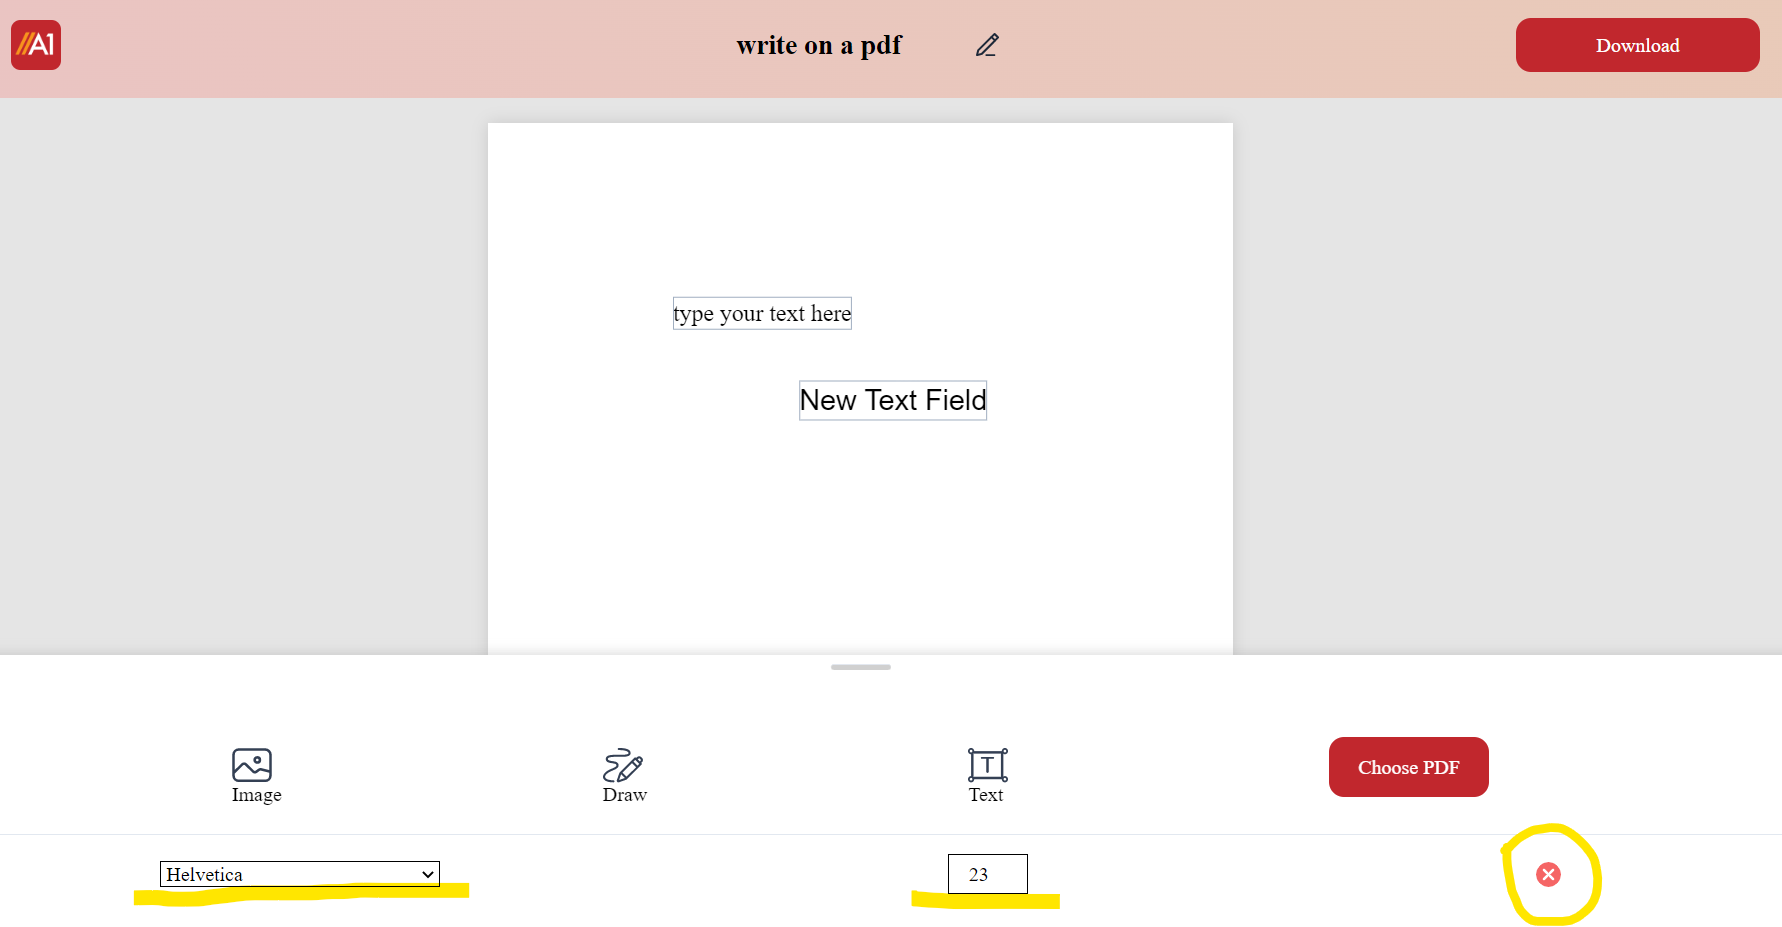 //A1
write on a pdf
Download
type your text here
New Text Field
Image
Draw
T
Text
Choose PDF
Helvetica
23